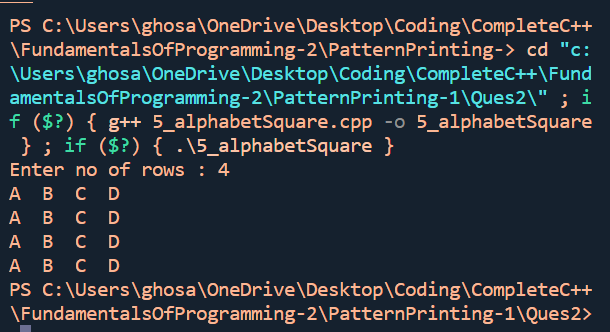 PS C:\Users\ghosa\OneDrive\Desktop\Coding\CompleteC++
\FundamentalsOfProgramming-2\PatternPrinting-> cd "c:
\Users\ghosa\OneDrive\Desktop\Coding\CompleteC++\Fund
amentalsOfProgramming-2\PatternPrinting-1\Ques2\" ; i
f ($?) { g++ 5_alphabetSquare.cpp -o 5_alphabetSquare
 } ; if ($?) { .\5_alphabetSquare }
Enter no of rows : 4
A  B  C  D
A  B  C  D
A  B  C  D
A  B  C  D
PS C:\Users\ghosa\OneDrive\Desktop\Coding\CompleteC++
\FundamentalsOfProgramming-2\PatternPrinting-1\Ques2>